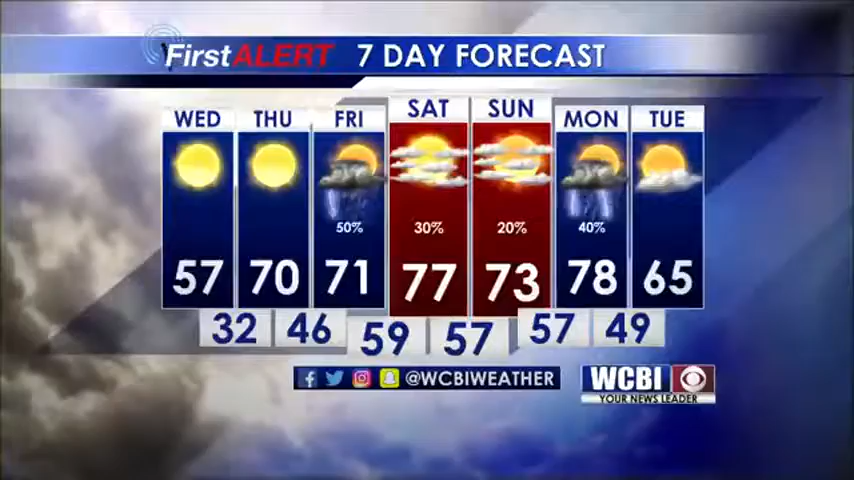 FirstALERT 7 DAY FORECAST
WED THU FRI SAT SUN MON TUE
50% 30% 20% 40%
57 70 71 77 73 78 65
32 46 59 57 57 49
@WCBIWEATHER
WCBI
YOUR NEWS LEADER